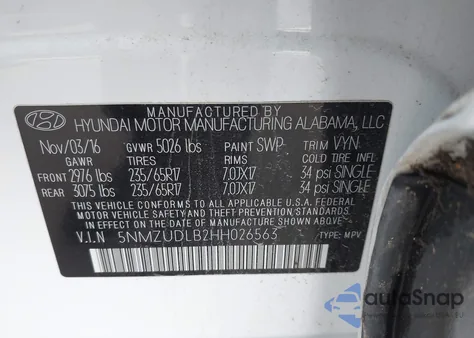 MANUFACTURED BY
HYUNDAI MOTOR MANUFACTURING ALABAMA, LLC
Nov/03/16 GVWR 5026 lbs PAINT SWP TRIM VYN
GAWR TIRES RIMS COLD TIRE INFL
FRONT 2976 lbs 235/65R17 7.0JX17 34 psi SINGLE
REAR 3075 lbs 235/65R17 7.0JX17 34 psi SINGLE
THIS VEHICLE CONFORMS TO ALL APPLICABLE U.S.A. FEDERAL
MOTOR VEHICLE SAFETY AND THEFT PREVENTION STANDARDS
IN EFFECT ON THE DATE OF MANUFACTURE SHOWN ABOVE.
V.I.N 5NMZUDLB2HH026563 TYPE: MPV
autoSnap